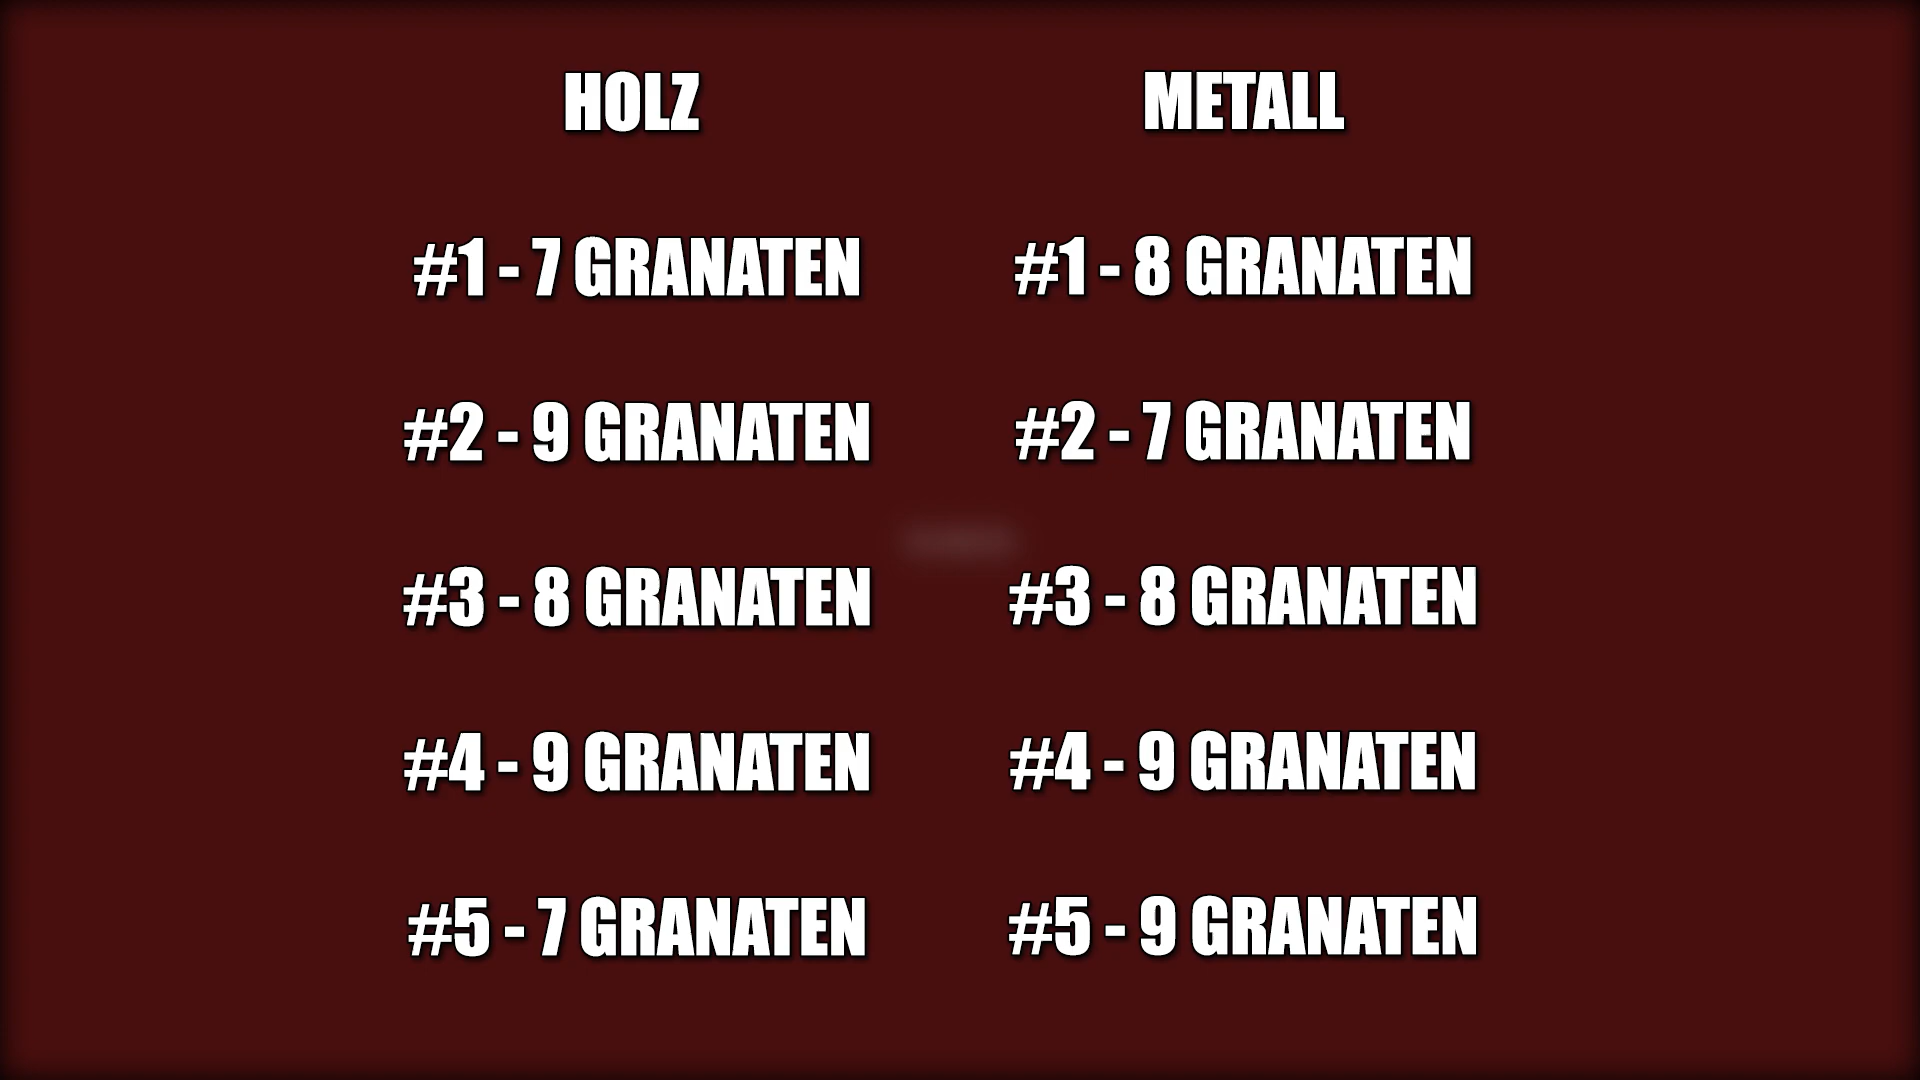 HOLZ METALL
#1 - 7 GRANATEN #1 - 8 GRANATEN
#2 - 9 GRANATEN #2 - 7 GRANATEN
#3 - 8 GRANATEN #3 - 8 GRANATEN
#4 - 9 GRANATEN #4 - 9 GRANATEN
#5 - 7 GRANATEN #5 - 9 GRANATEN